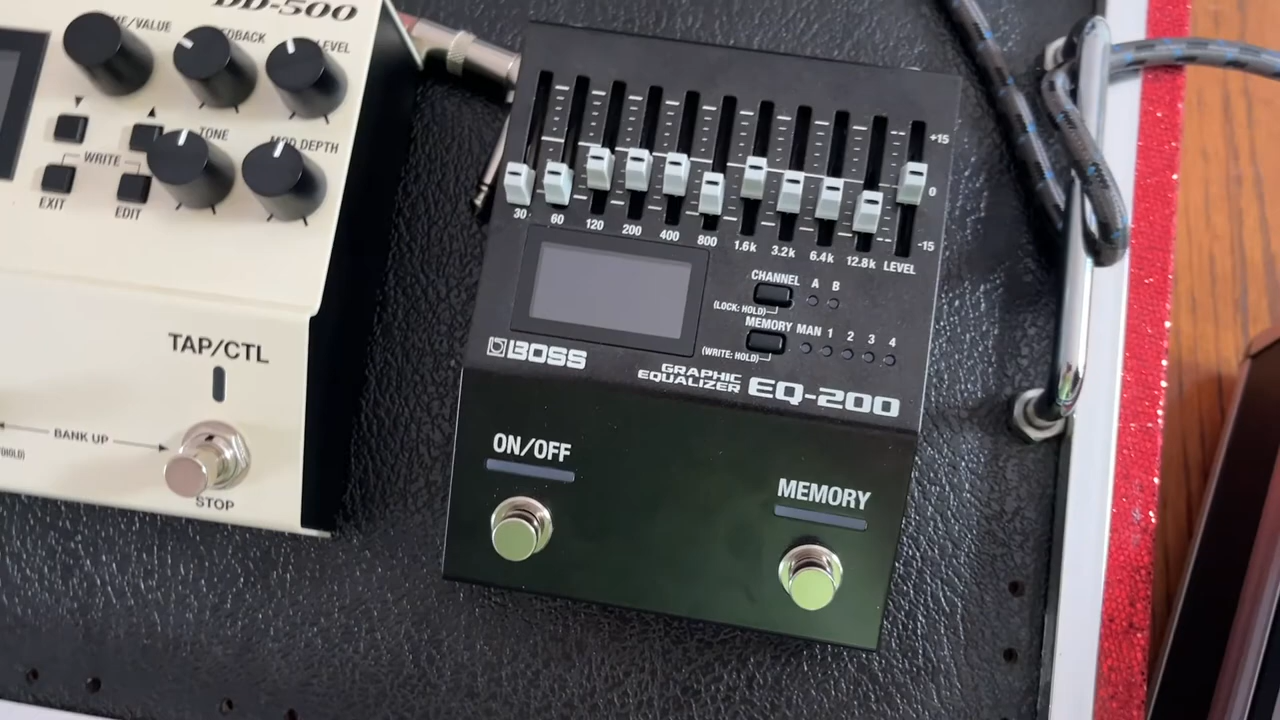 DD-500
LEVEL
TONE
MOD DEPTH
WRITE
EXIT
EDIT
TAP/CTL
BANK UP
STOP
+15
0
-15
30 60 120 200 400 800 1.6k 3.2k 6.4k 12.8k LEVEL
CHANNEL A B
(LOCK: HOLD)
MEMORY MAN 1 2 3 4
(WRITE: HOLD)
BOSS
GRAPHIC
EQUALIZER EQ-200
ON/OFF
MEMORY